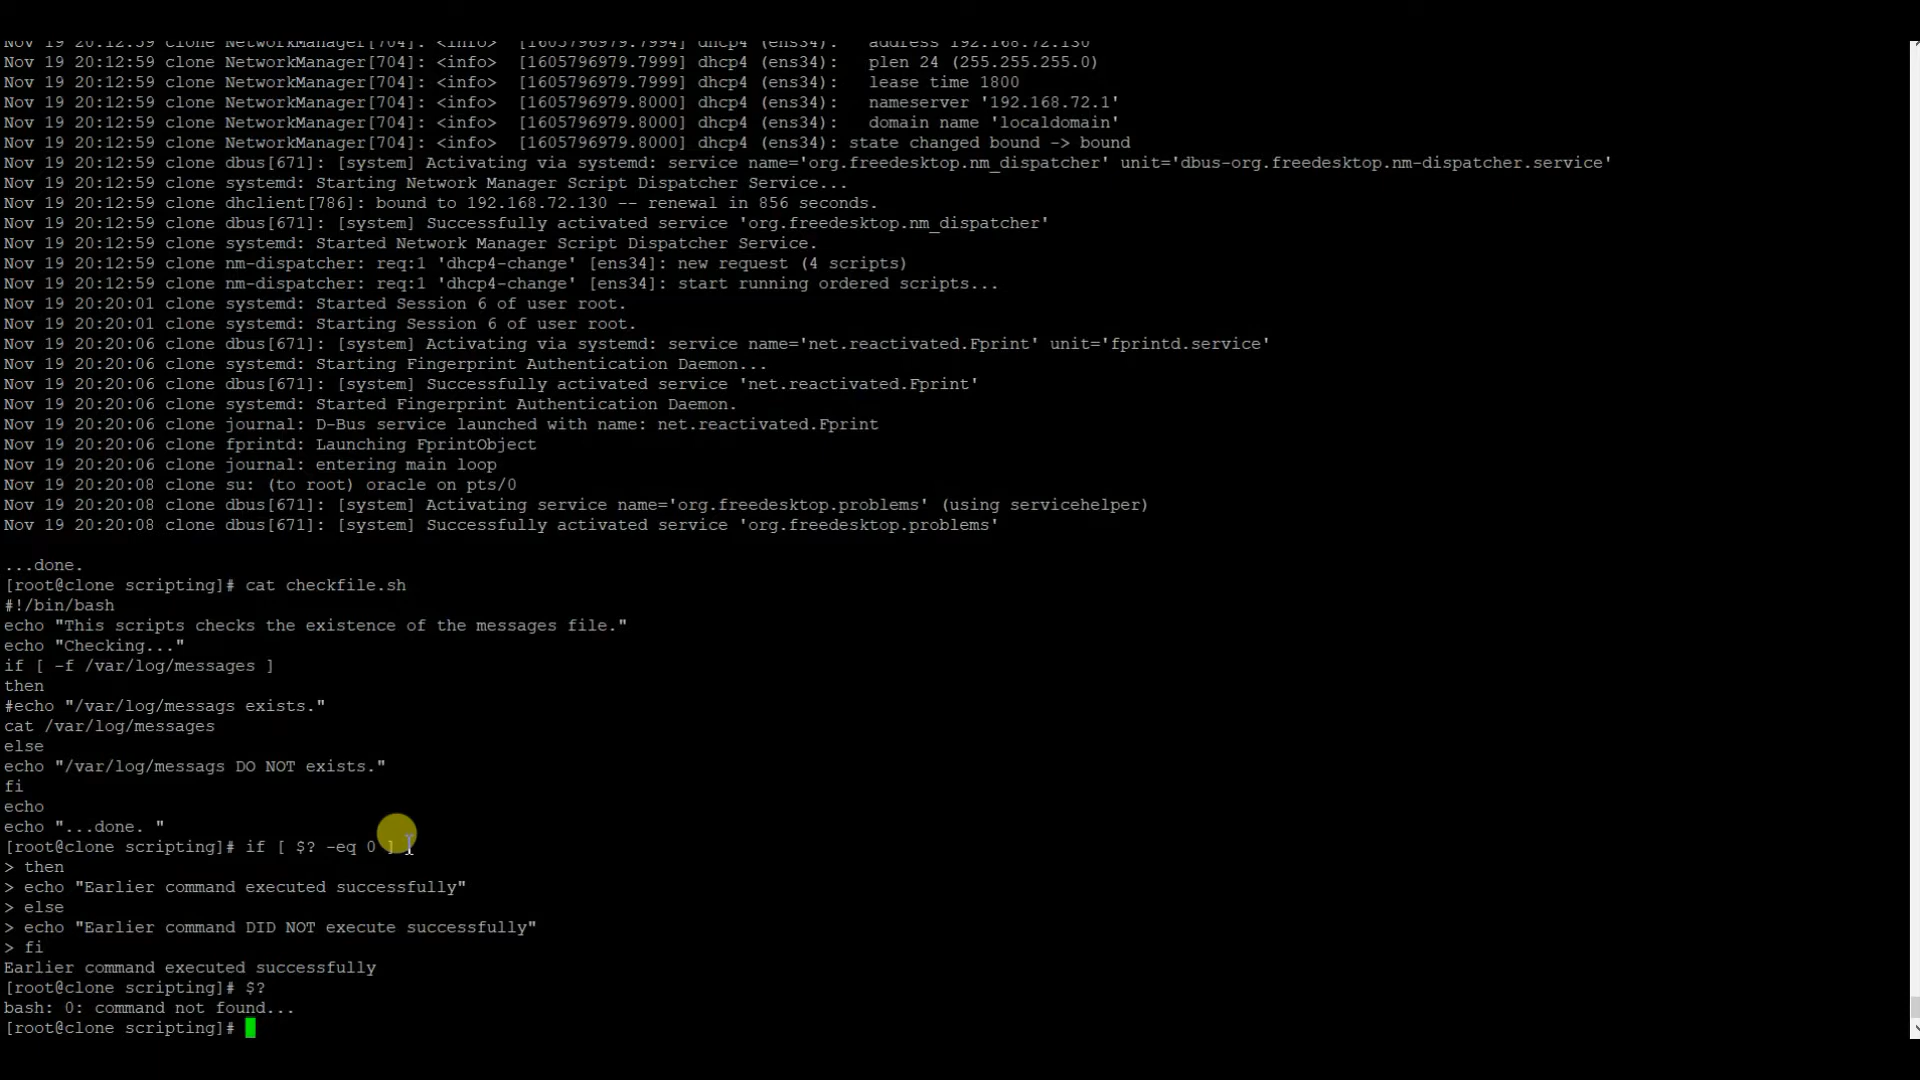 Nov 19 20:12:59 clone NetworkManager[704]: <info>  [1605796979.7994] dhcp4 (ens34):   address 192.168.72.130
Nov 19 20:12:59 clone NetworkManager[704]: <info>  [1605796979.7999] dhcp4 (ens34):   plen 24 (255.255.255.0)
Nov 19 20:12:59 clone NetworkManager[704]: <info>  [1605796979.7999] dhcp4 (ens34):   lease time 1800
Nov 19 20:12:59 clone NetworkManager[704]: <info>  [1605796979.8000] dhcp4 (ens34):   nameserver '192.168.72.1'
Nov 19 20:12:59 clone NetworkManager[704]: <info>  [1605796979.8000] dhcp4 (ens34):   domain name 'localdomain'
Nov 19 20:12:59 clone NetworkManager[704]: <info>  [1605796979.8000] dhcp4 (ens34): state changed bound -> bound
Nov 19 20:12:59 clone dbus[671]: [system] Activating via systemd: service name='org.freedesktop.nm_dispatcher' unit='dbus-org.freedesktop.nm-dispatcher.service'
Nov 19 20:12:59 clone systemd: Starting Network Manager Script Dispatcher Service...
Nov 19 20:12:59 clone dhclient[786]: bound to 192.168.72.130 -- renewal in 856 seconds.
Nov 19 20:12:59 clone dbus[671]: [system] Successfully activated service 'org.freedesktop.nm_dispatcher'
Nov 19 20:12:59 clone systemd: Started Network Manager Script Dispatcher Service.
Nov 19 20:12:59 clone nm-dispatcher: req:1 'dhcp4-change' [ens34]: new request (4 scripts)
Nov 19 20:12:59 clone nm-dispatcher: req:1 'dhcp4-change' [ens34]: start running ordered scripts...
Nov 19 20:20:01 clone systemd: Started Session 6 of user root.
Nov 19 20:20:01 clone systemd: Starting Session 6 of user root.
Nov 19 20:20:06 clone dbus[671]: [system] Activating via systemd: service name='net.reactivated.Fprint' unit='fprintd.service'
Nov 19 20:20:06 clone systemd: Starting Fingerprint Authentication Daemon...
Nov 19 20:20:06 clone dbus[671]: [system] Successfully activated service 'net.reactivated.Fprint'
Nov 19 20:20:06 clone systemd: Started Fingerprint Authentication Daemon.
Nov 19 20:20:06 clone journal: D-Bus service launched with name: net.reactivated.Fprint
Nov 19 20:20:06 clone fprintd: Launching FprintObject
Nov 19 20:20:06 clone journal: entering main loop
Nov 19 20:20:08 clone su: (to root) oracle on pts/0
Nov 19 20:20:08 clone dbus[671]: [system] Activating service name='org.freedesktop.problems' (using servicehelper)
Nov 19 20:20:08 clone dbus[671]: [system] Successfully activated service 'org.freedesktop.problems'
...done.
[root@clone scripting]# cat checkfile.sh
#!/bin/bash
echo "This scripts checks the existence of the messages file."
echo "Checking..."
if [ -f /var/log/messages ]
then
#echo "/var/log/messags exists."
cat /var/log/messages
else
echo "/var/log/messags DO NOT exists."
fi
echo
echo "...done. "
[root@clone scripting]# if [ $? -eq 0 ]
> then
> echo "Earlier command executed successfully"
> else
> echo "Earlier command DID NOT execute successfully"
> fi
Earlier command executed successfully
[root@clone scripting]# $?
bash: 0: command not found...
[root@clone scripting]#